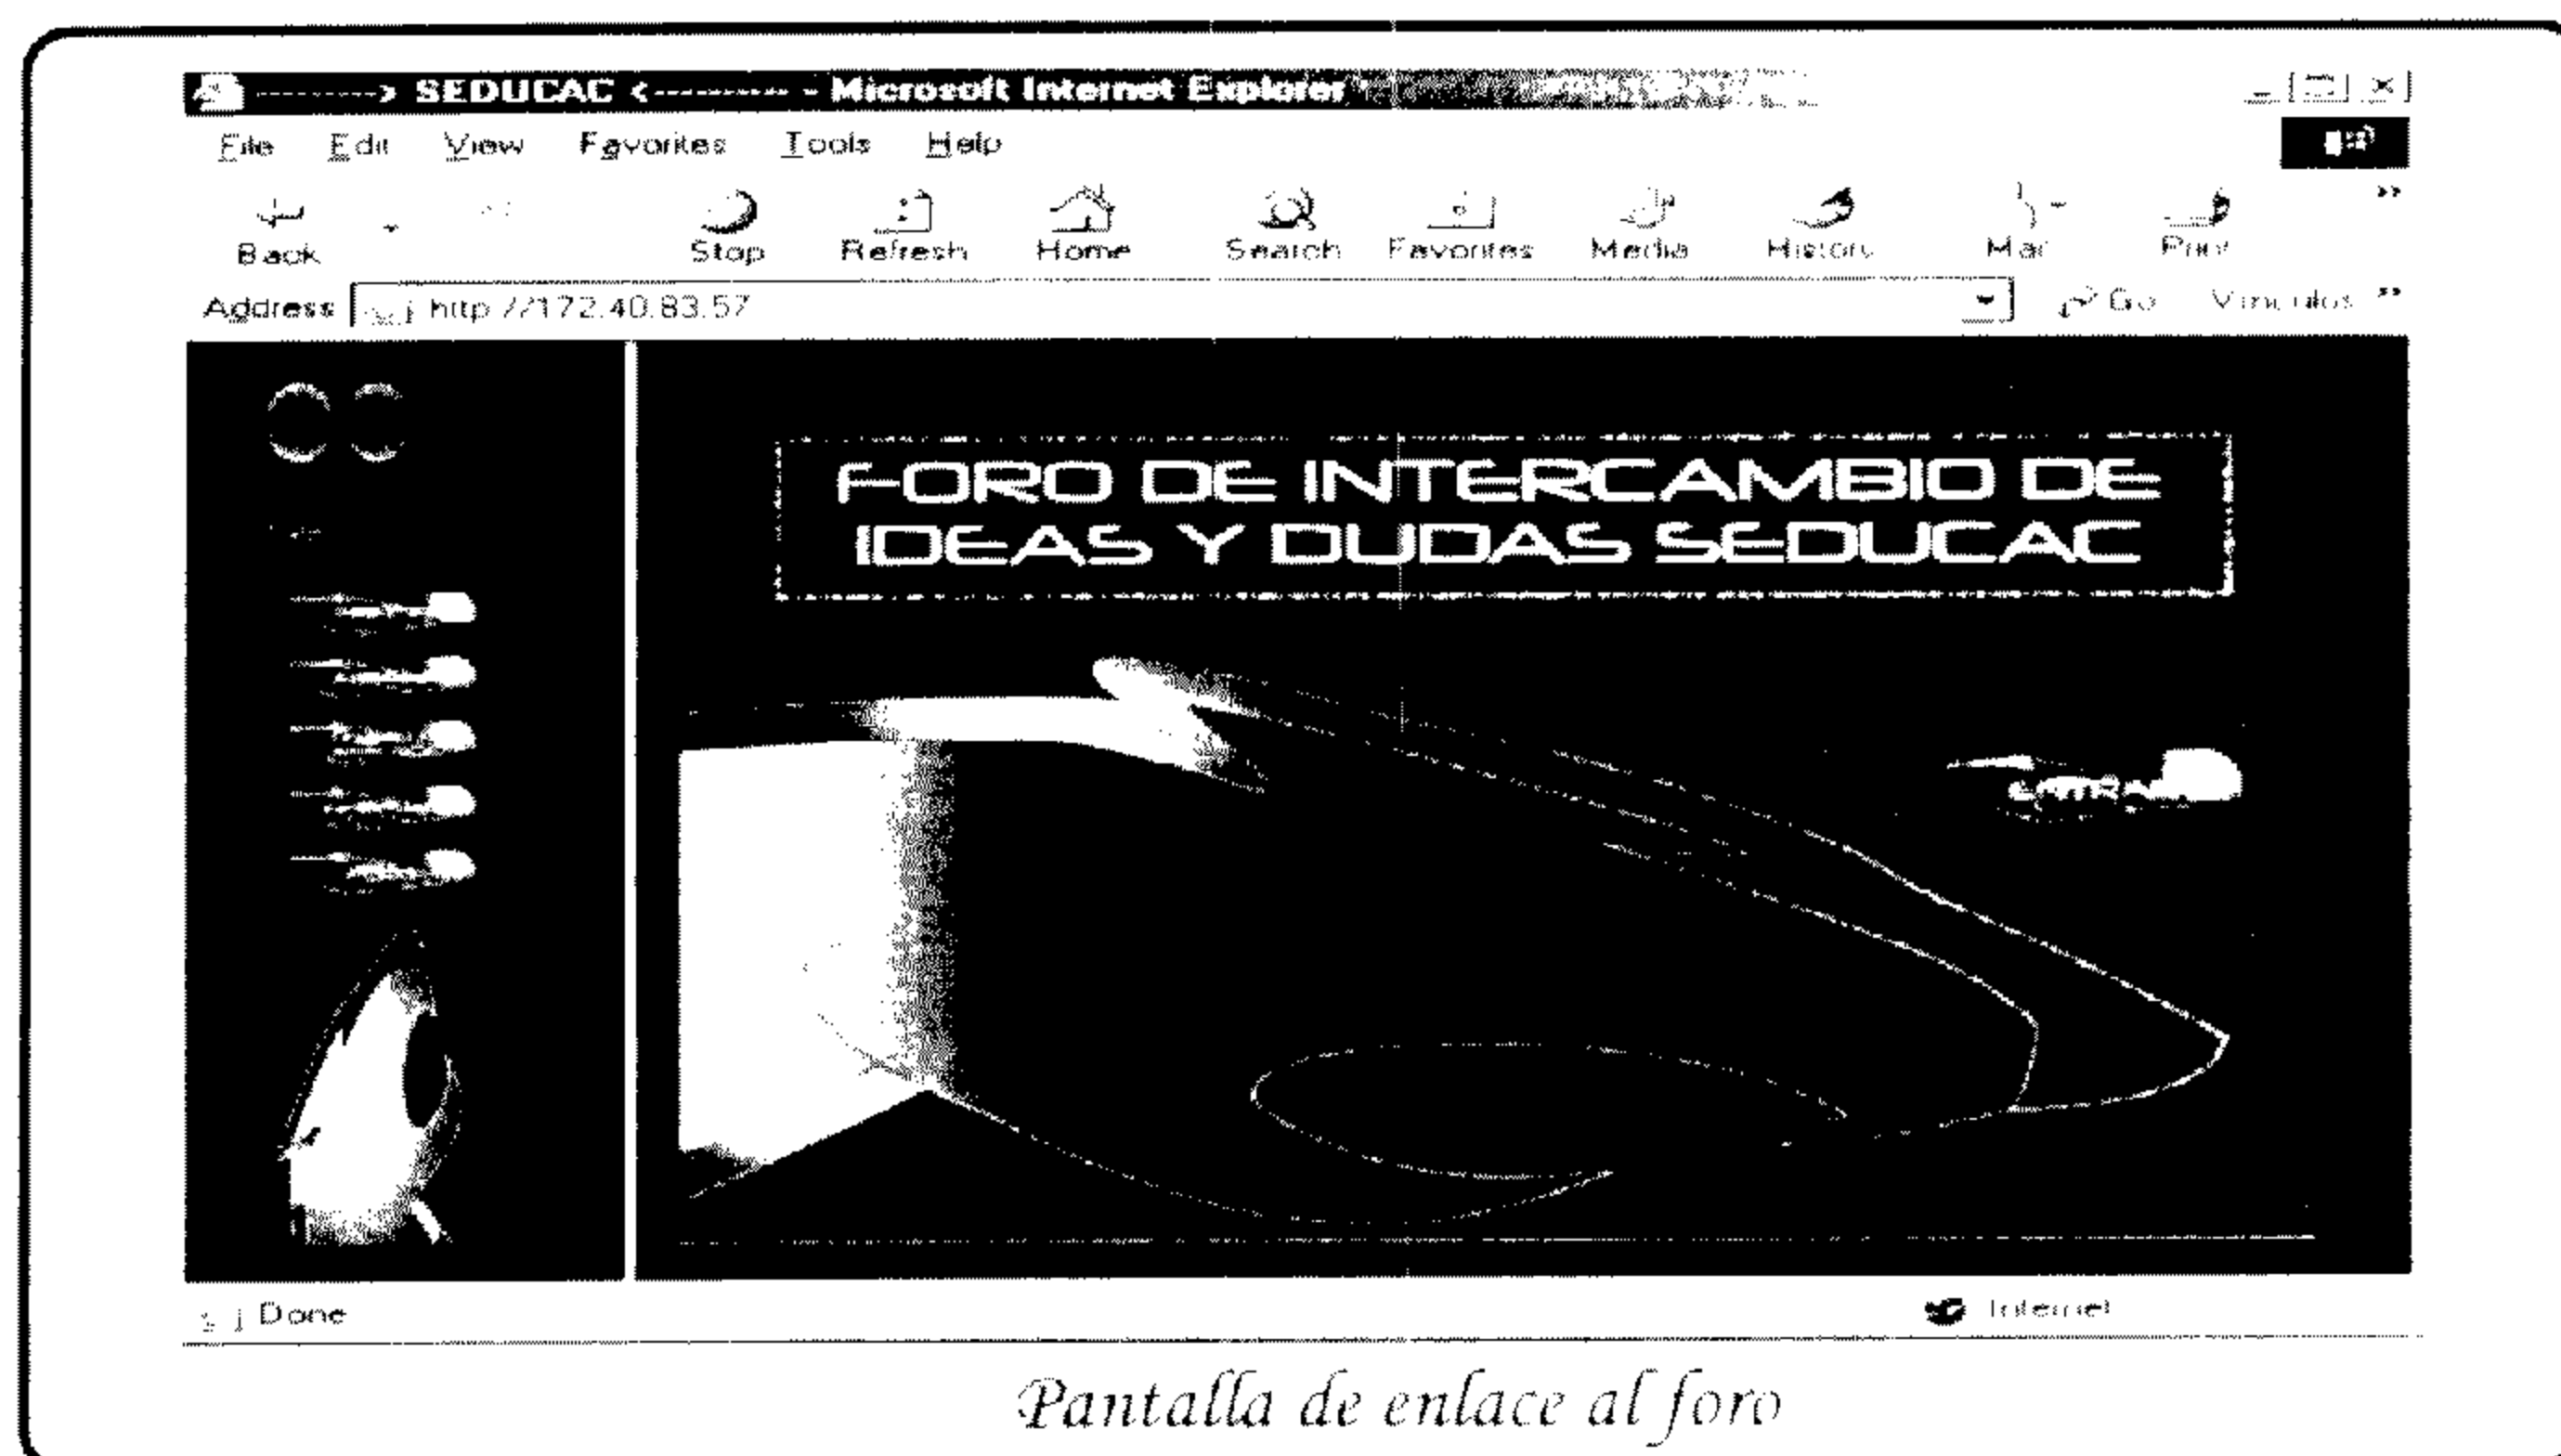 --------> SEDUCAC <--------- - Microsoft Internet Explorer
File Edit View Favorites Tools Help
Back Stop Refresh Home Search Favorites Media History Print
Address http://172.40.83.57 Go Vínculos
FORO DE INTERCAMBIO DE
IDEAS Y DUDAS SEDUCAC
Done Internet
Pantalla de enlace al foro